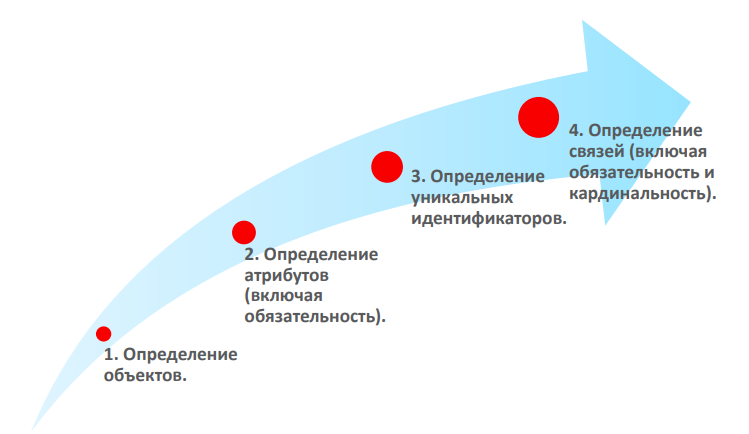 1. Определение
объектов.
2. Определение
атрибутов
(включая
обязательность).
3. Определение
уникальных
идентификаторов.
4. Определение
связей (включая
обязательность и
кардинальность).